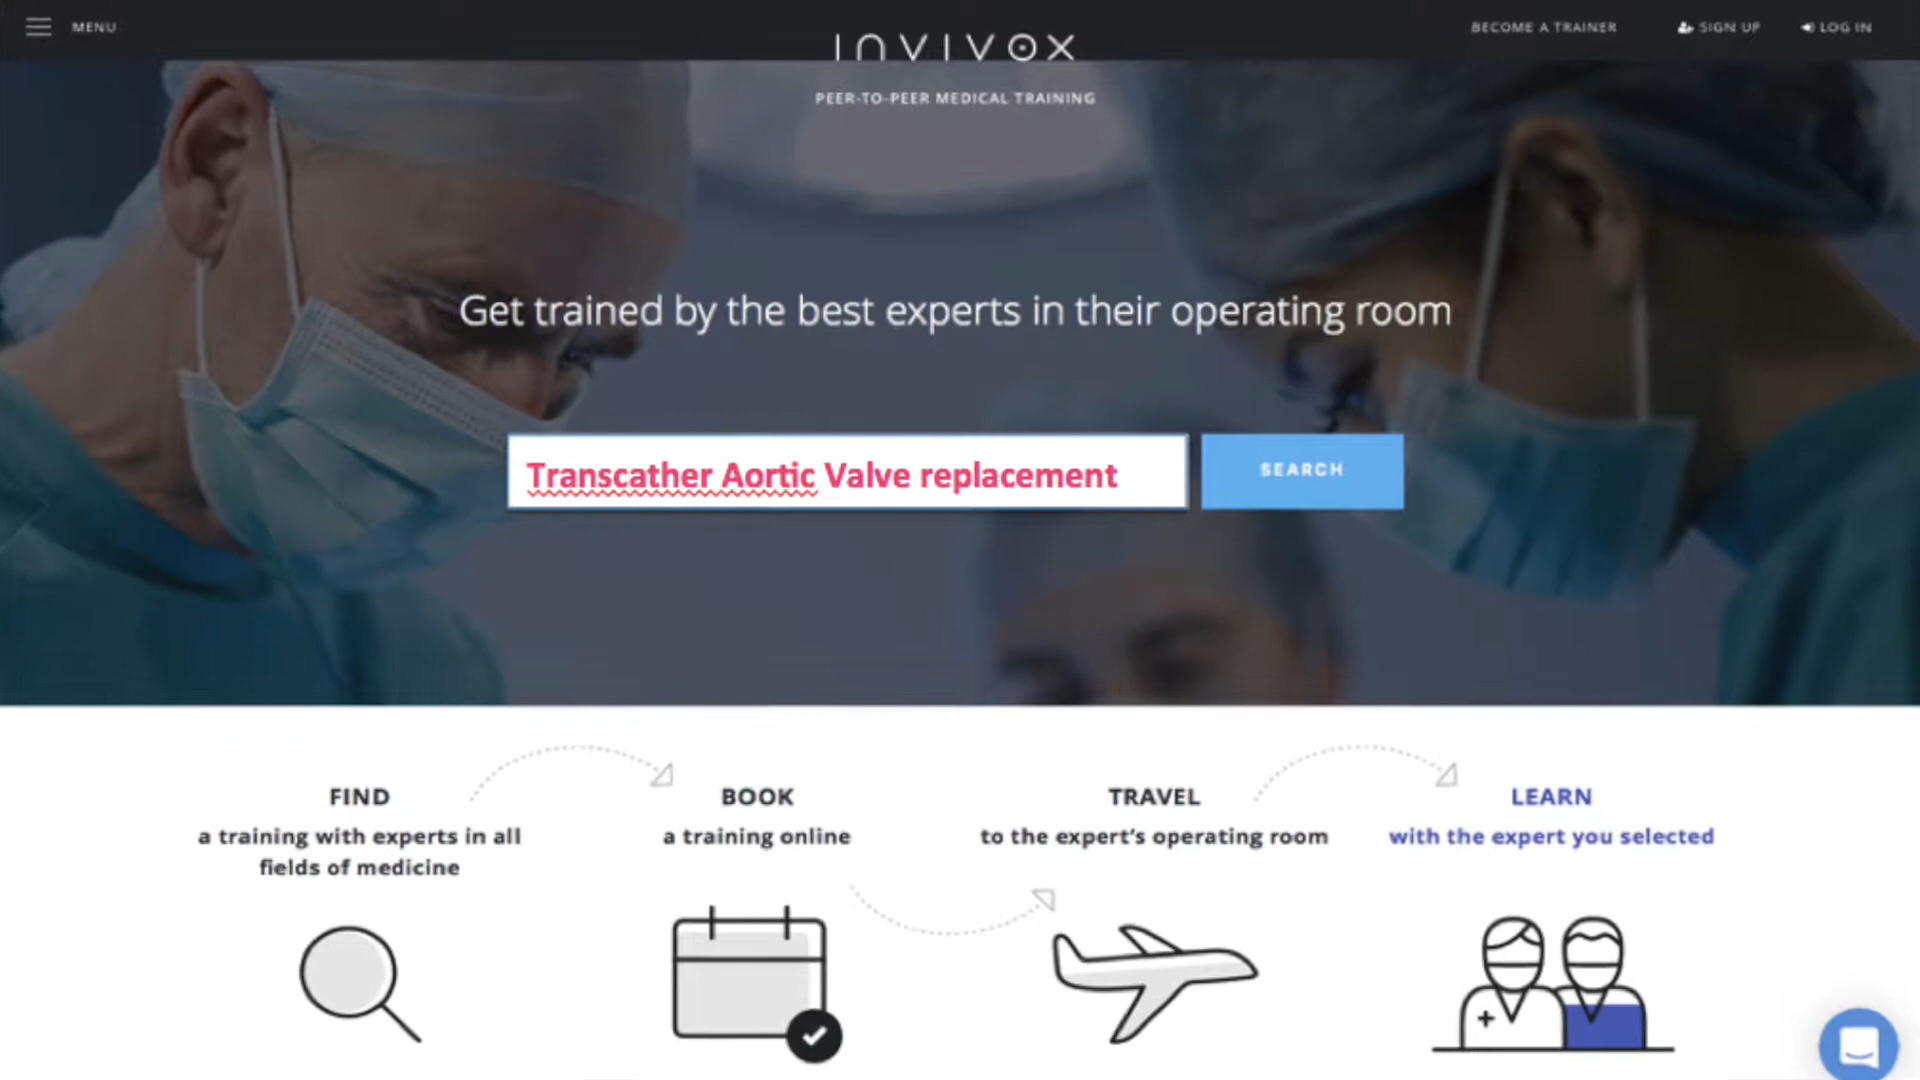 MENU
INVIVOX
BECOME A TRAINER
SIGN UP
LOG IN
PEER-TO-PEER MEDICAL TRAINING
Get trained by the best experts in their operating room
Transcather Aortic Valve replacement
SEARCH
FIND
a training with experts in all
fields of medicine
BOOK
a training online
TRAVEL
to the expert's operating room
LEARN
with the expert you selected